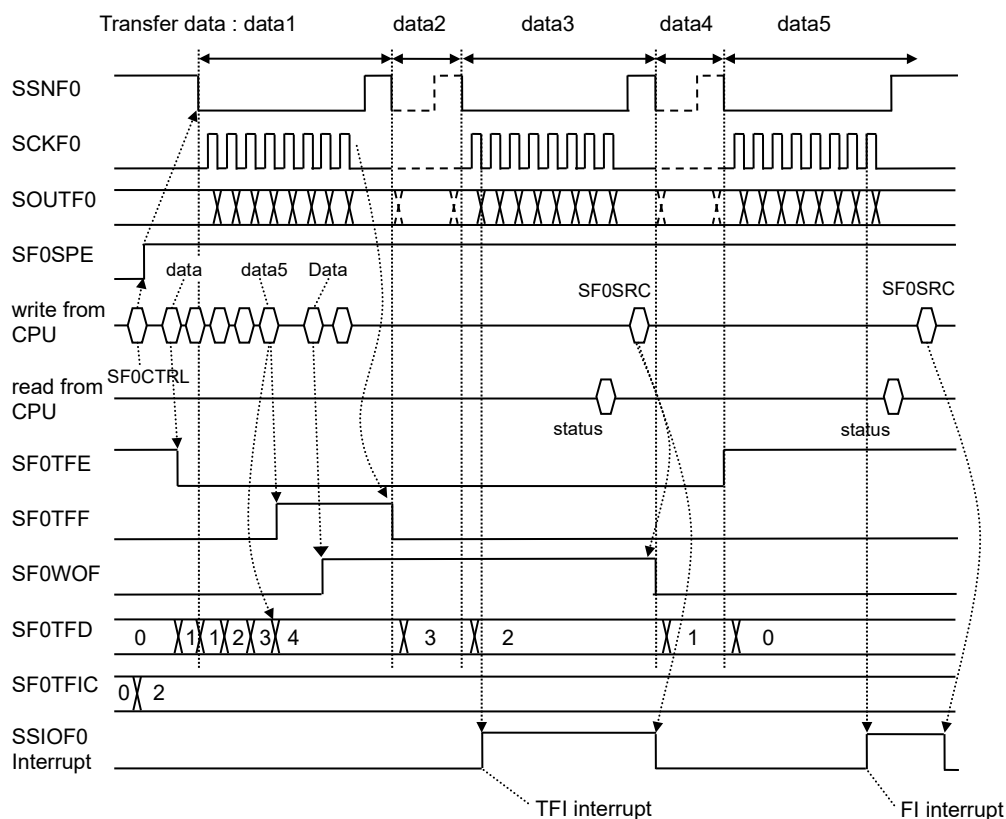 Transfer data : data1 data2 data3 data4 data5
SSNF0
SCKF0
SOUTF0
SF0SPE
data data5 Data
SF0SRC SF0SRC
write from
CPU
SF0CTRL
read from
CPU
status status
SF0TFE
SF0TFF
SF0WOF
SF0TFD 0 1 1 2 3 4 3 2 1 0
SF0TFIC
0 2
SSIOF0
Interrupt
TFI interrupt FI interrupt